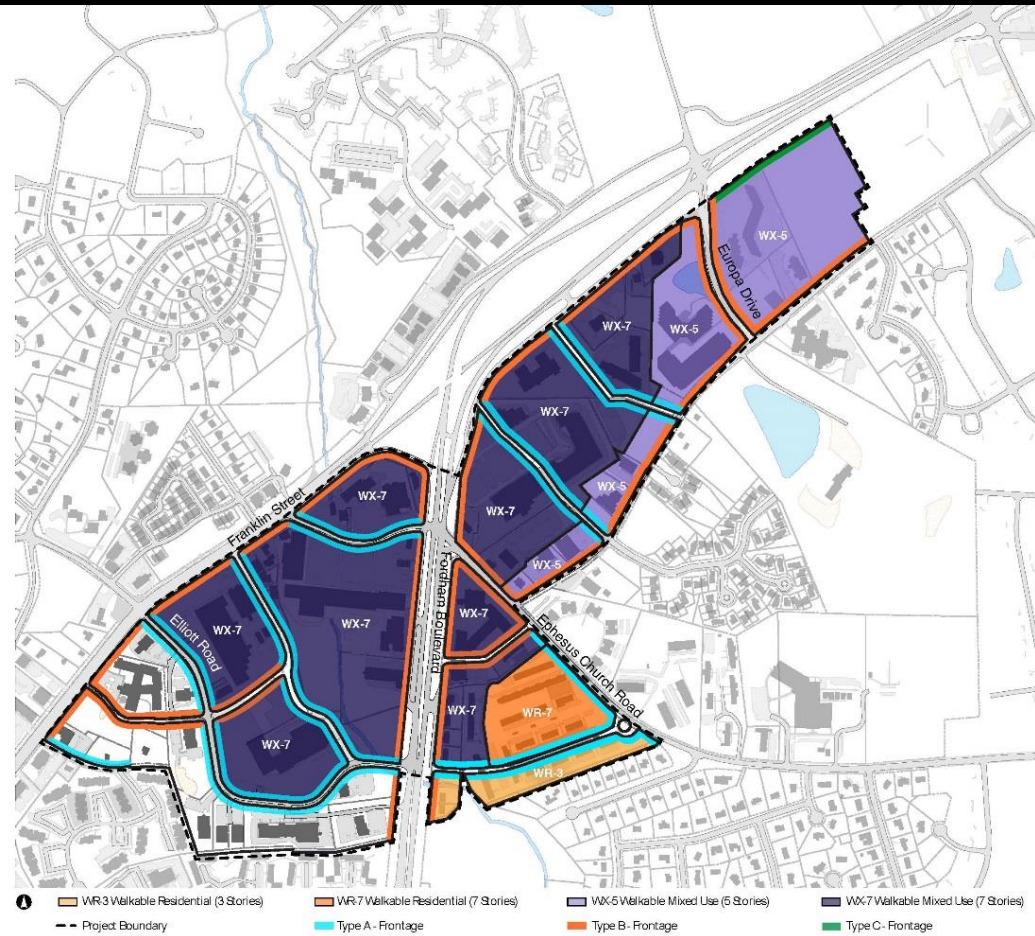 WX-5
Europa Drive
WX-7
WX-5
WX-7
WX-5
WX-7
WX-7
Franklin Street
WX-5
Fordham Boulevard
WX-7
Ephesus Church Road
Elliott Road
WX-7
WX-7
WX-7
WR-7
WX-7
WR-3
WR-3 Walkable Residential (3 Stories)
WR-7 Walkable Residential (7 Stories)
WX-5 Walkable Mixed Use (5 Stories)
WX-7 Walkable Mixed Use (7 Stories)
Project Boundary
Type A - Frontage
Type B - Frontage
Type C - Frontage